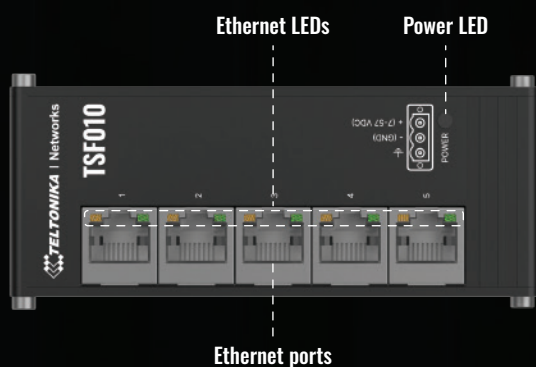 Ethernet LEDs
Power LED
TELTONIKA | Networks
TSF010
+ (7-57 VDC)
- (GND)
POWER
1
2
3
4
5
Ethernet ports